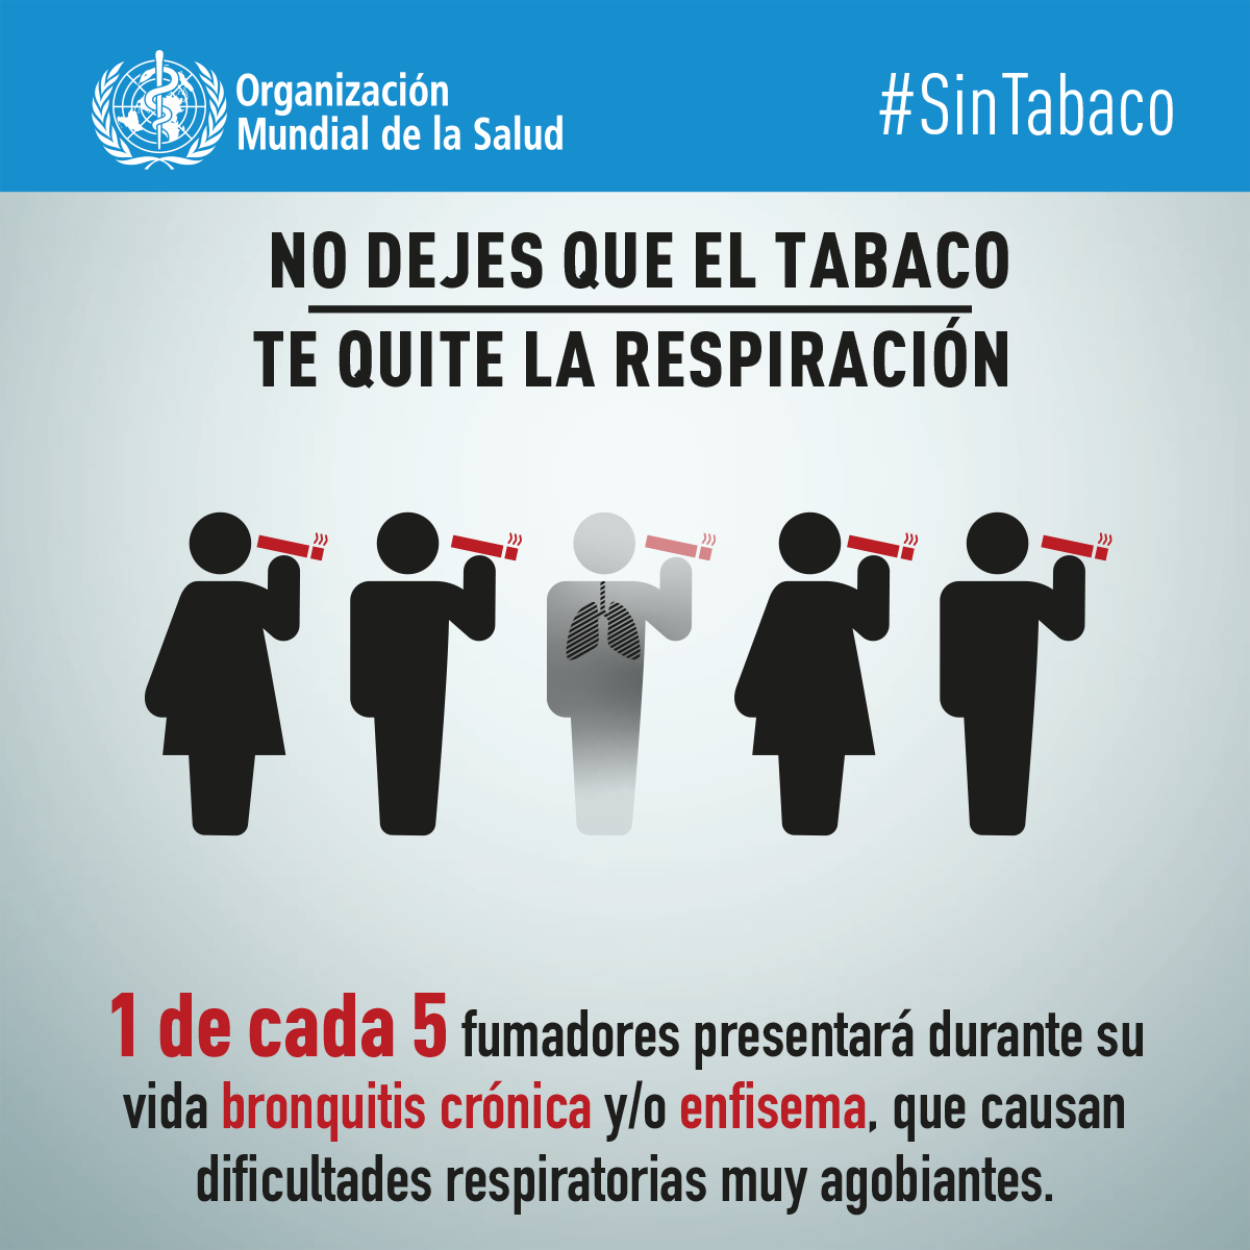 Organización
Mundial de la Salud
#SinTabaco
NO DEJES QUE EL TABACO
TE QUITE LA RESPIRACIÓN
1 de cada 5 fumadores presentará durante su
vida bronquitis crónica y/o enfisema, que causan
dificultades respiratorias muy agobiantes.